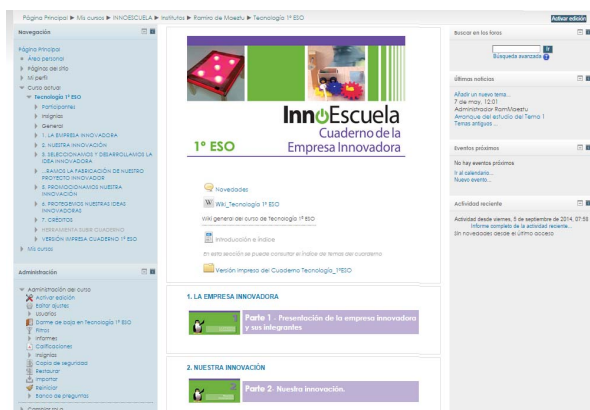 Página Principal ▶ Mis cursos ▶ INNOESCUELA ▶ Institutos ▶ Ramiro de Maeztu ▶ Tecnología 1º ESO
Activar edición
Navegación
Página Principal
Área personal
Páginas del sitio
Mi perfil
Curso actual
Tecnología 1º ESO
Participantes
Insignias
General
1. LA EMPRESA INNOVADORA
2. NUESTRA INNOVACIÓN
3. SELECCIONAMOS Y DESARROLLAMOS LA
IDEA INNOVADORA
...RAMOS LA FABRICACIÓN DE NUESTRO
PROYECTO INNOVADOR
5. PROMOCIONAMOS NUESTRA
INNOVACIÓN
6. PROTEGEMOS NUESTRAS IDEAS
INNOVADORAS
7. CRÉDITOS
HERRAMIENTA SUBIR CUADERNO
VERSIÓN IMPRESA CUADERNO 1º ESO
Mis cursos
Administración
Administración del curso
Activar edición
Editar ajustes
Usuarios
Darme de baja en Tecnología 1º ESO
Filtros
Informes
Calificaciones
Insignias
Copia de seguridad
Restaurar
Importar
Reiniciar
Banco de preguntas
InnoEscuela
Cuaderno de la
1º ESO
Empresa Innovadora
Novedades
Wiki_Tecnología 1º ESO
Wiki general del curso de tecnología 1º ESO
Introducción e índice
En esta sección se puede consultar el índice de temas del cuaderno
Versión impresa del Cuaderno Tecnología_1ºESO
1. LA EMPRESA INNOVADORA
1
Parte 1 - Presentación de la empresa innovadora
y sus integrantes
2. NUESTRA INNOVACIÓN
2
Parte 2- Nuestra innovación.
Buscar en los foros
Ir
Búsqueda avanzada
Últimas noticias
Añadir un nuevo tema...
7 de may, 12:01
Administrador RamMaeztu
Arranque del estudio del Tema 1
Temas antiguos ...
Eventos próximos
No hay eventos próximos
Ir al calendario...
Nuevo evento...
Actividad reciente
Actividad desde viernes, 5 de septiembre de 2014, 07:58
Informe completo de la actividad reciente...
Sin novedades desde el último acceso